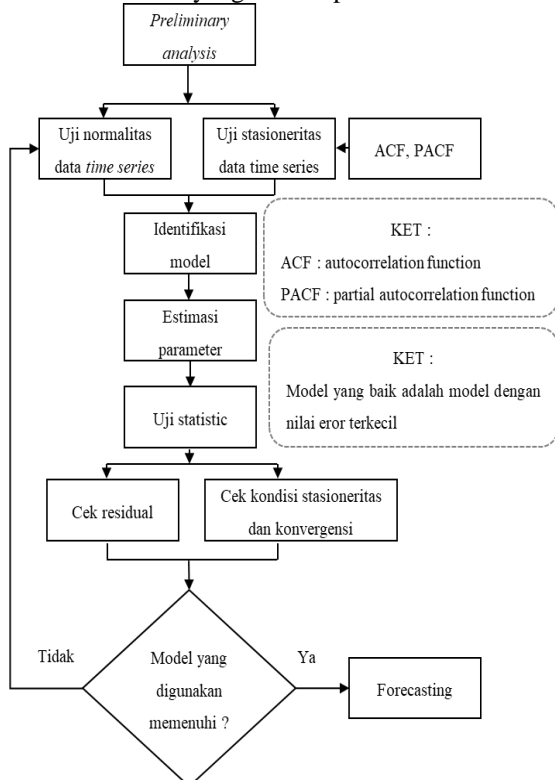 Preliminary
analysis
Uji normalitas
data time series
Uji stasioneritas
data time series
ACF, PACF
Identifikasi
model
KET :
ACF : autocorrelation function
PACF : partial autocorrelation function
Estimasi
parameter
KET :
Model yang baik adalah model dengan
nilai eror terkecil
Uji statistic
Cek residual
Cek kondisi stasioneritas
dan konvergensi
Tidak
Model yang
digunakan
memenuhi ?
Ya
Forecasting